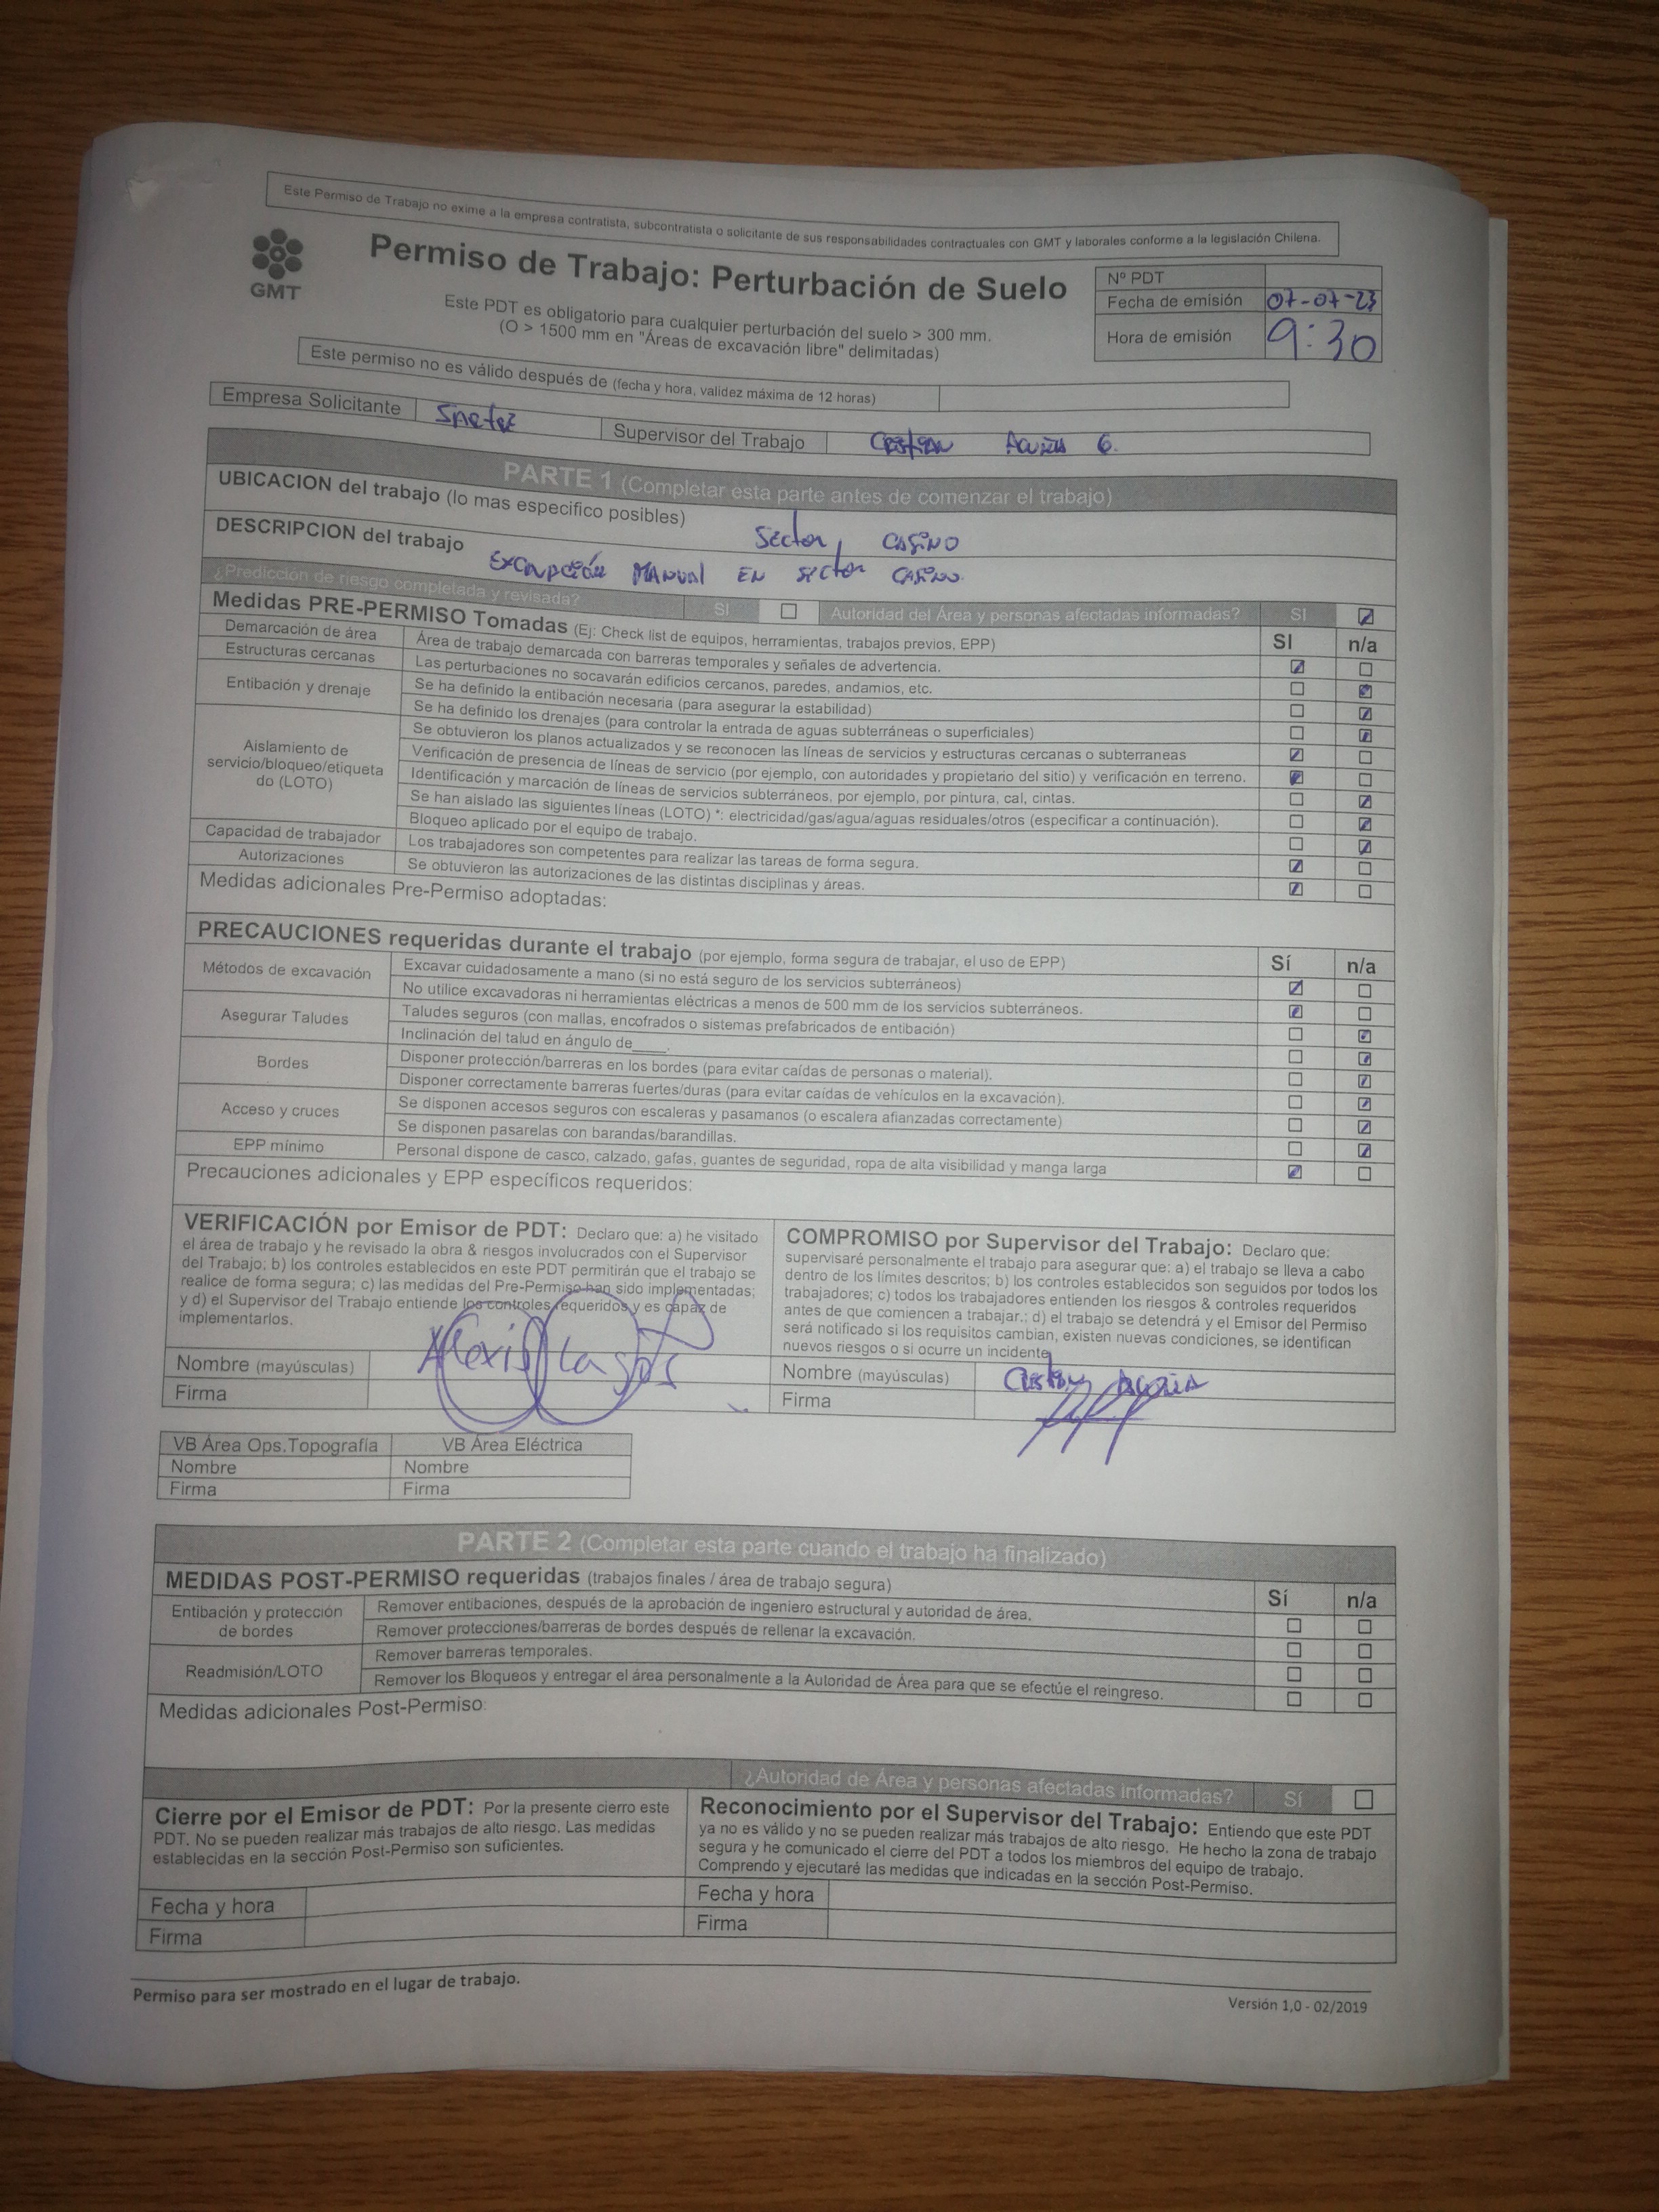 Este Permiso de Trabajo no exime a la empresa contratista, subcontratista o solicitante de sus responsabilidades contractuales con GMT y laborales conforme a la legislación Chilena.
GMT
Permiso de Trabajo: Perturbación de Suelo
Este PDT es obligatorio para cualquier perturbación del suelo > 300 mm.
(O > 1500 mm en "Áreas de excavación libre" delimitadas)
Nº PDT
Fecha de emisión 07-07-23
Hora de emisión 9:30
Este permiso no es válido después de (fecha y hora, validez máxima de 12 horas)
Empresa Solicitante Supervisor del Trabajo Cristian Acuña G.
PARTE 1 (Completar esta parte antes de comenzar el trabajo)
UBICACION del trabajo (lo mas especifico posibles) Sector, CASINO
DESCRIPCION del trabajo EXCAVACIÓN MANUAL EN SECTOR CASINO.
¿Predicción de riesgo completada y revisada? SI ☐ Autoridad del Área y personas afectadas informadas? SI ☑
Medidas PRE-PERMISO Tomadas (Ej: Check list de equipos, herramientas, trabajos previos, EPP) SI n/a
Demarcación de área Área de trabajo demarcada con barreras temporales y señales de advertencia. ☑ ☐
Estructuras cercanas Las perturbaciones no socavarán edificios cercanos, paredes, andamios, etc. ☐ ☑
Entibación y drenaje Se ha definido la entibación necesaria (para asegurar la estabilidad) ☐ ☑
Se ha definido los drenajes (para controlar la entrada de aguas subterráneas o superficiales) ☐ ☑
Aislamiento de servicio/bloqueo/etiquetado (LOTO) Se obtuvieron los planos actualizados y se reconocen las líneas de servicios y estructuras cercanas o subterraneas ☑ ☐
Verificación de presencia de líneas de servicio (por ejemplo, con autoridades y propietario del sitio) y verificación en terreno. ☑ ☐
Identificación y marcación de líneas de servicios subterráneos, por ejemplo, por pintura, cal, cintas. ☐ ☑
Se han aislado las siguientes líneas (LOTO) *: electricidad/gas/agua/aguas residuales/otros (especificar a continuación). ☐ ☑
Bloqueo aplicado por el equipo de trabajo. ☐ ☑
Capacidad de trabajador Los trabajadores son competentes para realizar las tareas de forma segura. ☑ ☐
Autorizaciones Se obtuvieron las autorizaciones de las distintas disciplinas y áreas. ☑ ☐
Medidas adicionales Pre-Permiso adoptadas:
PRECAUCIONES requeridas durante el trabajo (por ejemplo, forma segura de trabajar, el uso de EPP) Sí n/a
Métodos de excavación Excavar cuidadosamente a mano (si no está seguro de los servicios subterráneos) ☑ ☐
No utilice excavadoras ni herramientas eléctricas a menos de 500 mm de los servicios subterráneos. ☑ ☐
Asegurar Taludes Taludes seguros (con mallas, encofrados o sistemas prefabricados de entibación) ☐ ☑
Inclinación del talud en ángulo de____. ☐ ☑
Bordes Disponer protección/barreras en los bordes (para evitar caídas de personas o material). ☐ ☑
Disponer correctamente barreras fuertes/duras (para evitar caídas de vehículos en la excavación). ☐ ☑
Acceso y cruces Se disponen accesos seguros con escaleras y pasamanos (o escalera afianzadas correctamente) ☐ ☑
Se disponen pasarelas con barandas/barandillas. ☐ ☑
EPP mínimo Personal dispone de casco, calzado, gafas, guantes de seguridad, ropa de alta visibilidad y manga larga ☑ ☐
Precauciones adicionales y EPP específicos requeridos:
VERIFICACIÓN por Emisor de PDT: Declaro que: a) he visitado
el área de trabajo y he revisado la obra & riesgos involucrados con el Supervisor
del Trabajo; b) los controles establecidos en este PDT permitirán que el trabajo se
realice de forma segura; c) las medidas del Pre-Permiso han sido implementadas;
y d) el Supervisor del Trabajo entiende los controles requeridos y es capaz de
implementarlos.
Nombre (mayúsculas) Alexis Lagos
Firma
COMPROMISO por Supervisor del Trabajo: Declaro que:
supervisaré personalmente el trabajo para asegurar que: a) el trabajo se lleva a cabo
dentro de los límites descritos; b) los controles establecidos son seguidos por todos los
trabajadores; c) todos los trabajadores entienden los riesgos & controles requeridos
antes de que comiencen a trabajar.; d) el trabajo se detendrá y el Emisor del Permiso
será notificado si los requisitos cambian, existen nuevas condiciones, se identifican
nuevos riesgos o si ocurre un incidente
Nombre (mayúsculas) Cristian Acuña
Firma
VB Área Ops.Topografía VB Área Eléctrica
Nombre Nombre
Firma Firma
PARTE 2 (Completar esta parte cuando el trabajo ha finalizado)
MEDIDAS POST-PERMISO requeridas (trabajos finales / área de trabajo segura) Sí n/a
Entibación y protección de bordes Remover entibaciones, después de la aprobación de ingeniero estructural y autoridad de área. ☐ ☐
Remover protecciones/barreras de bordes después de rellenar la excavación. ☐ ☐
Readmisión/LOTO Remover barreras temporales. ☐ ☐
Remover los Bloqueos y entregar el área personalmente a la Autoridad de Área para que se efectúe el reingreso. ☐ ☐
Medidas adicionales Post-Permiso:
¿Autoridad de Área y personas afectadas informadas? Sí ☐
Cierre por el Emisor de PDT: Por la presente cierro este
PDT. No se pueden realizar más trabajos de alto riesgo. Las medidas
establecidas en la sección Post-Permiso son suficientes.
Fecha y hora
Firma
Reconocimiento por el Supervisor del Trabajo: Entiendo que este PDT
ya no es válido y no se pueden realizar más trabajos de alto riesgo. He hecho la zona de trabajo
segura y he comunicado el cierre del PDT a todos los miembros del equipo de trabajo.
Comprendo y ejecutaré las medidas que indicadas en la sección Post-Permiso.
Fecha y hora
Firma
Permiso para ser mostrado en el lugar de trabajo.
Versión 1,0 - 02/2019